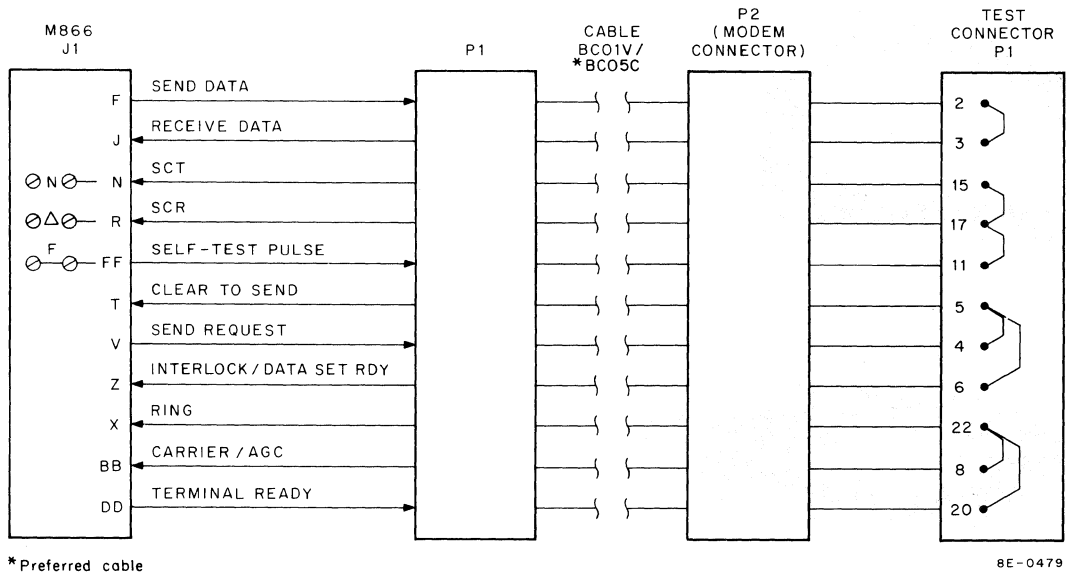 M866
J1
P1
CABLE
BC01V/
*BC05C
P2
(MODEM
CONNECTOR)
TEST
CONNECTOR
P1
F SEND DATA 2
J RECEIVE DATA 3
N N SCT 15
△ R SCR 17
F FF SELF-TEST PULSE 11
T CLEAR TO SEND 5
V SEND REQUEST 4
Z INTERLOCK/DATA SET RDY 6
X RING 22
BB CARRIER/AGC 8
DD TERMINAL READY 20
*Preferred cable
8E-0479